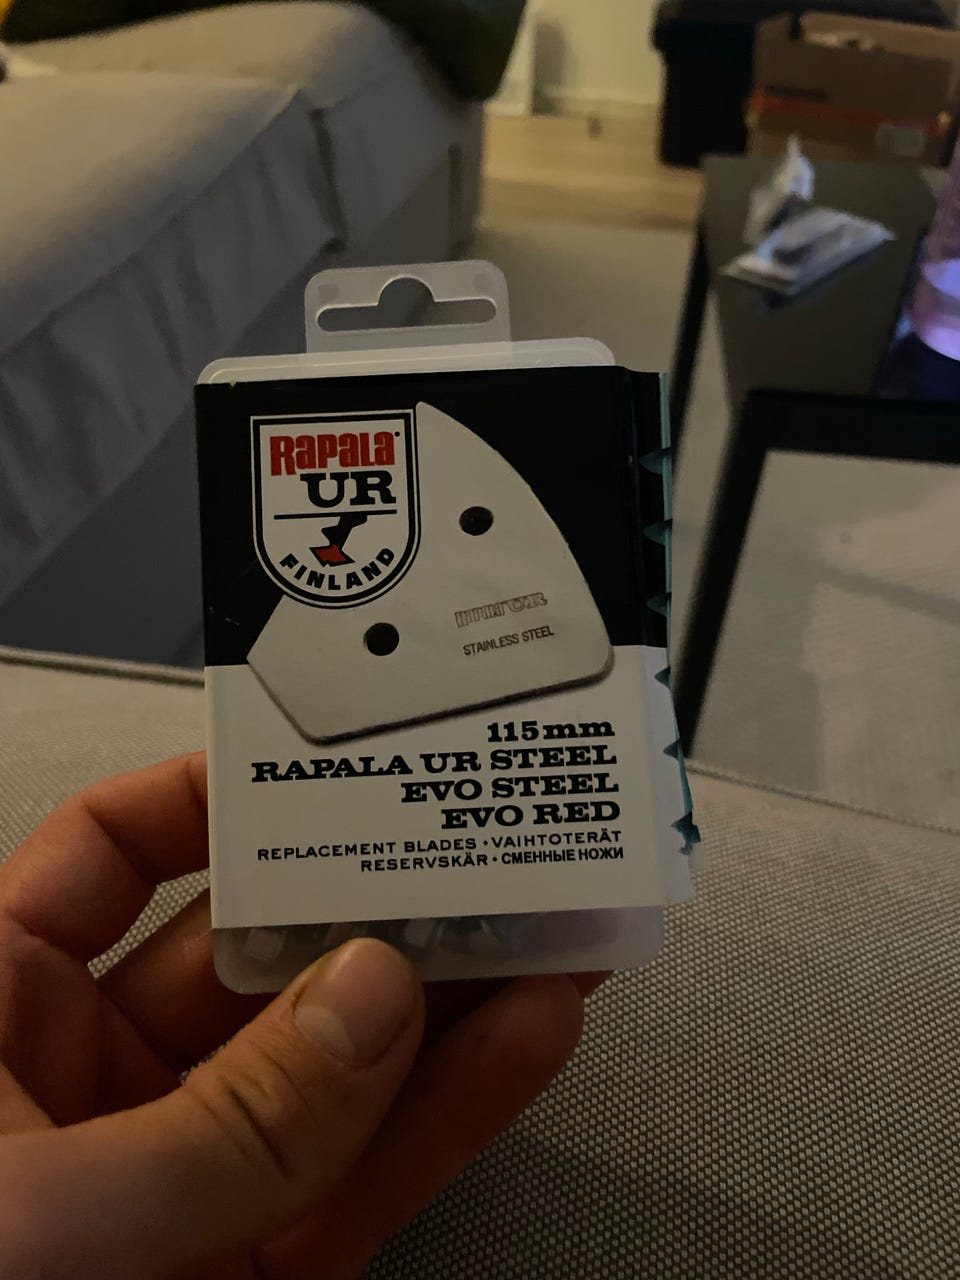 RAPALA
UR
FINLAND
STAINLESS STEEL
115mm
RAPALA UR STEEL
EVO STEEL
EVO RED
REPLACEMENT BLADES • VAIHTOTERÄT
RESERVSKÄR • СМЕННЫЕ НОЖИ